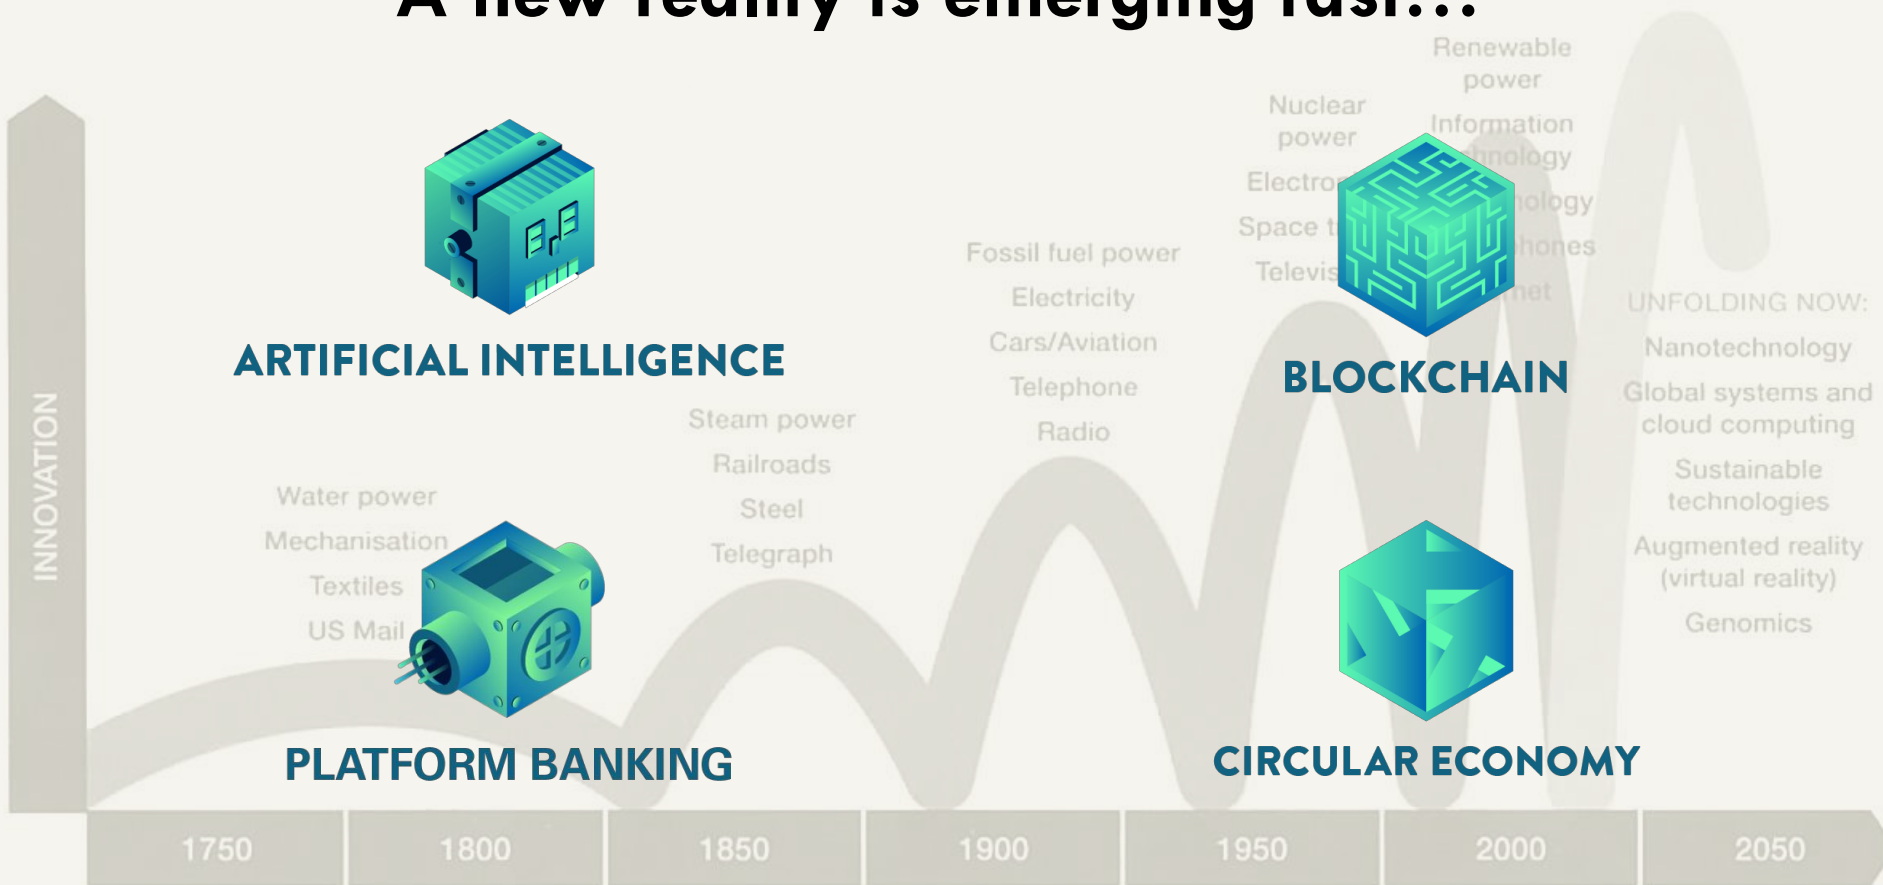 A new reality is emerging fast...
Renewable
power
Nuclear
power
Information
Space
Fossil fuel power
Electricity
Cars/Aviation
Telephone
Radio
ARTIFICIAL INTELLIGENCE
BLOCKCHAIN
UNFOLDING NOW:
Nanotechnology
Global systems and
cloud computing
Sustainable
technologies
Augmented reality
(virtual reality)
Genomics
Steam power
Railroads
Steel
Telegraph
Water power
Mechanisation
Textiles
US Mail
INNOVATION
PLATFORM BANKING
CIRCULAR ECONOMY
1750
1800
1850
1900
1950
2000
2050